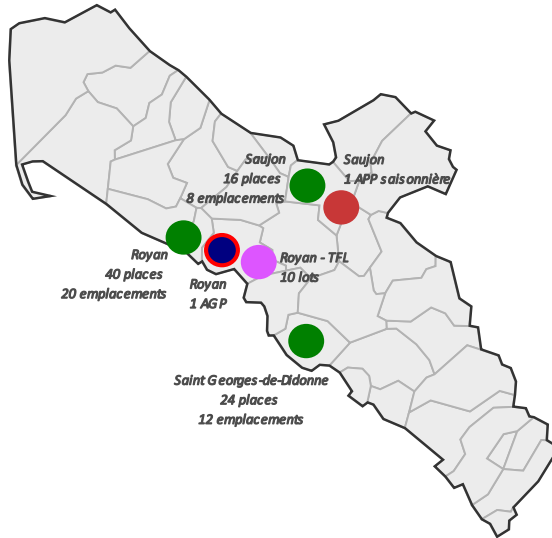 Saujon
16 places
8 emplacements
Saujon
1 APP saisonnière
Royan
40 places
20 emplacements
Royan
1 AGP
Royan - TFL
10 lots
Saint Georges-de-Didonne
24 places
12 emplacements